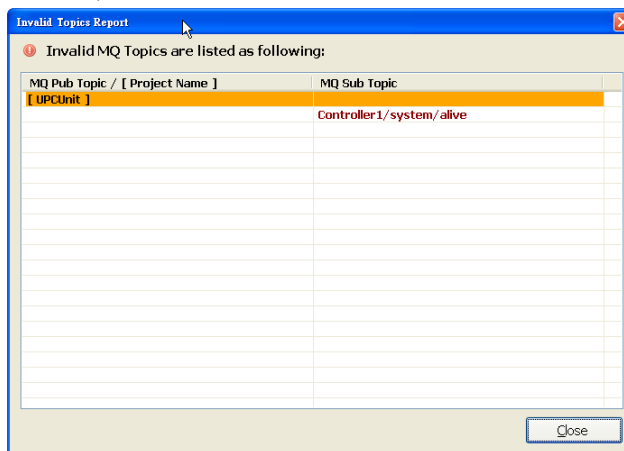 Invalid Topics Report
Invalid MQ Topics are listed as following:
MQ Pub Topic / [ Project Name ] MQ Sub Topic
[ UPCUnit ]
Controller1/system/alive
Close